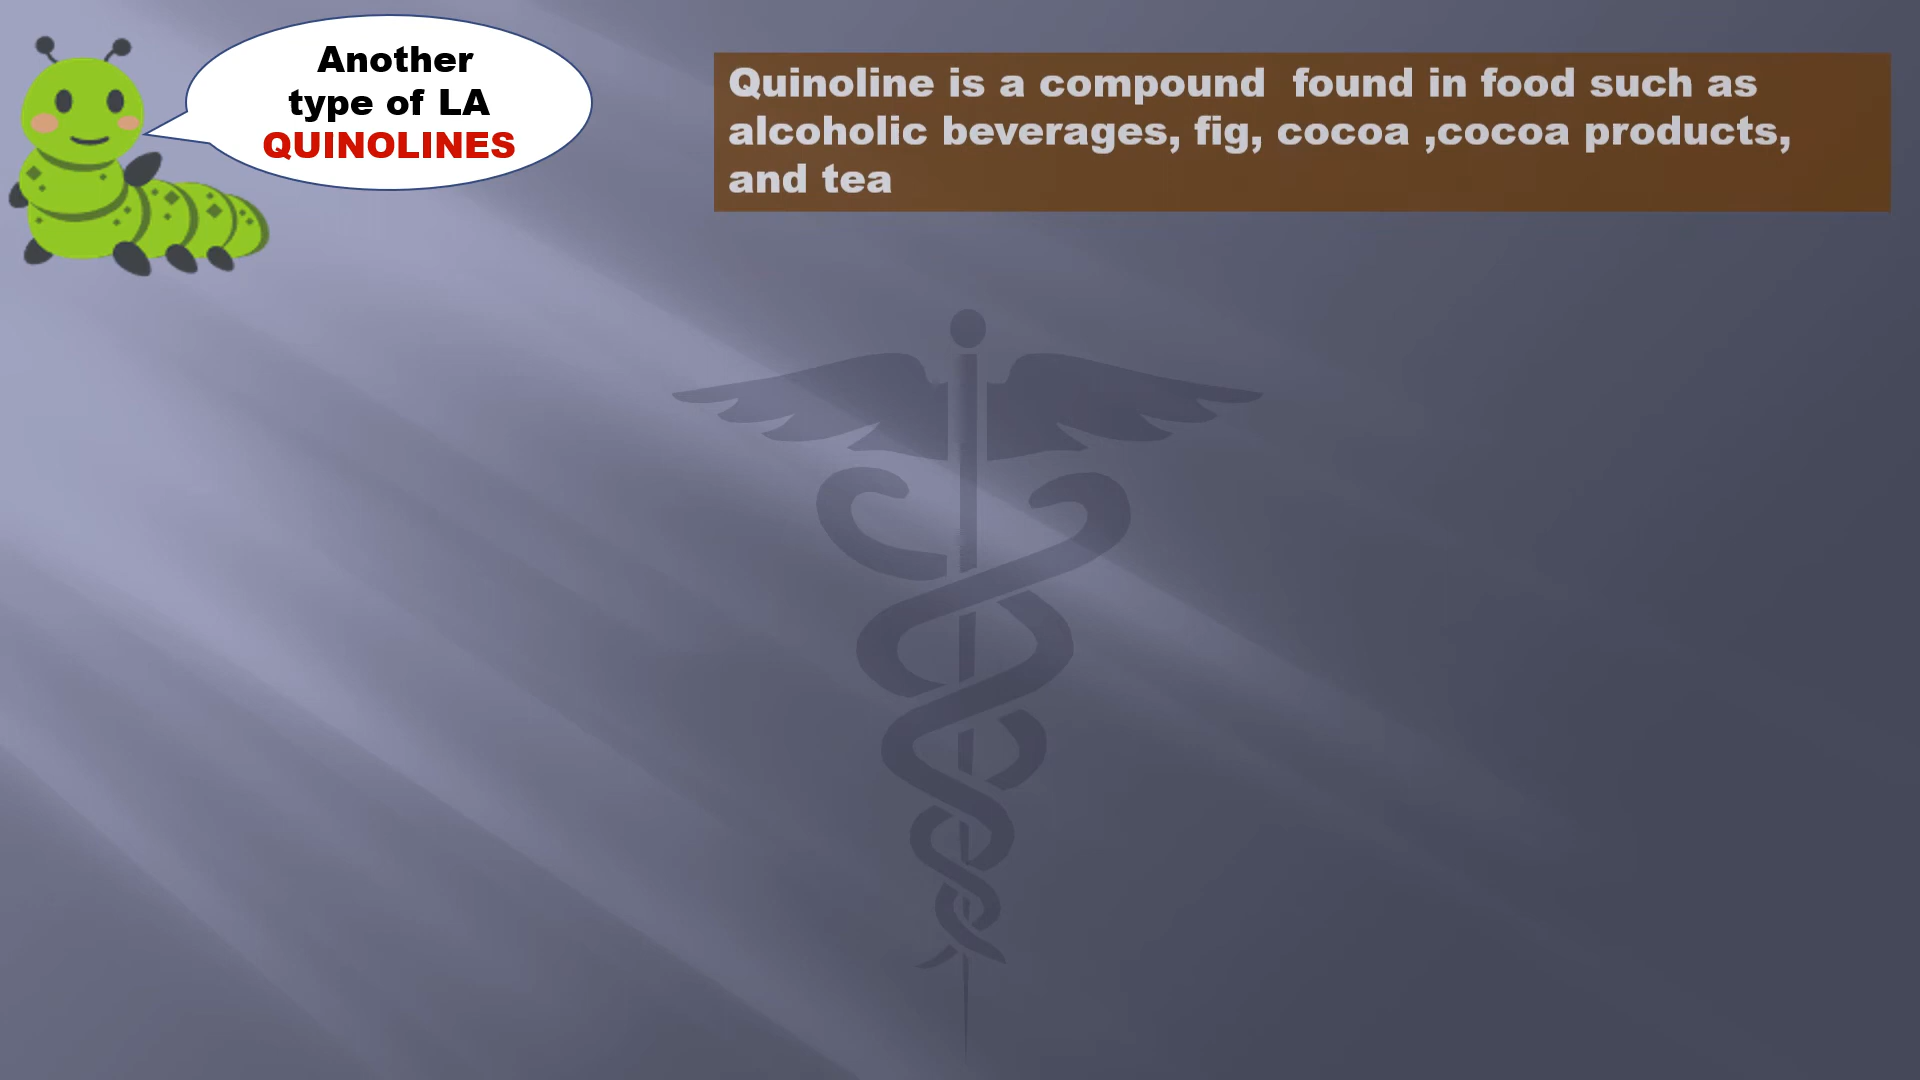 Another
type of LA
QUINOLINES
Quinoline is a compound  found in food such as
alcoholic beverages, fig, cocoa ,cocoa products,
and tea